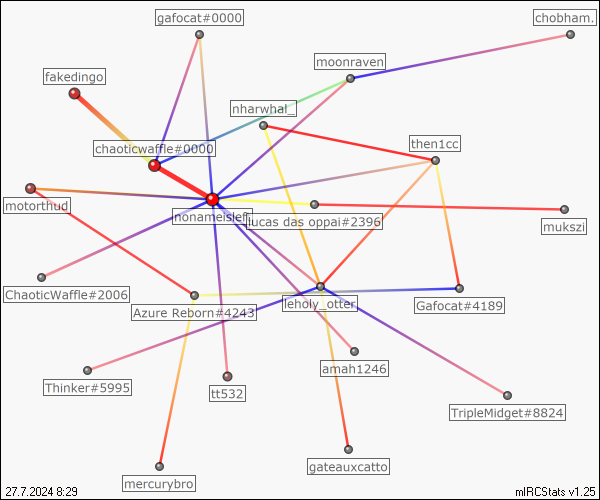 gafocat#0000
chobham.
moonraven
fakedingo
nharwhal_
then1cc
chaoticwaffle#0000
motorthud
nonameisleft
lucas das oppai#2396
mukszi
ChaoticWaffle#2006
leholy_otter
Gafocat#4189
Azure Reborn#4243
amah1246
Thinker#5995
tt532
TripleMidget#8824
gateauxcatto
mercurybro
27.7.2024 8:29
mIRCStats v1.25